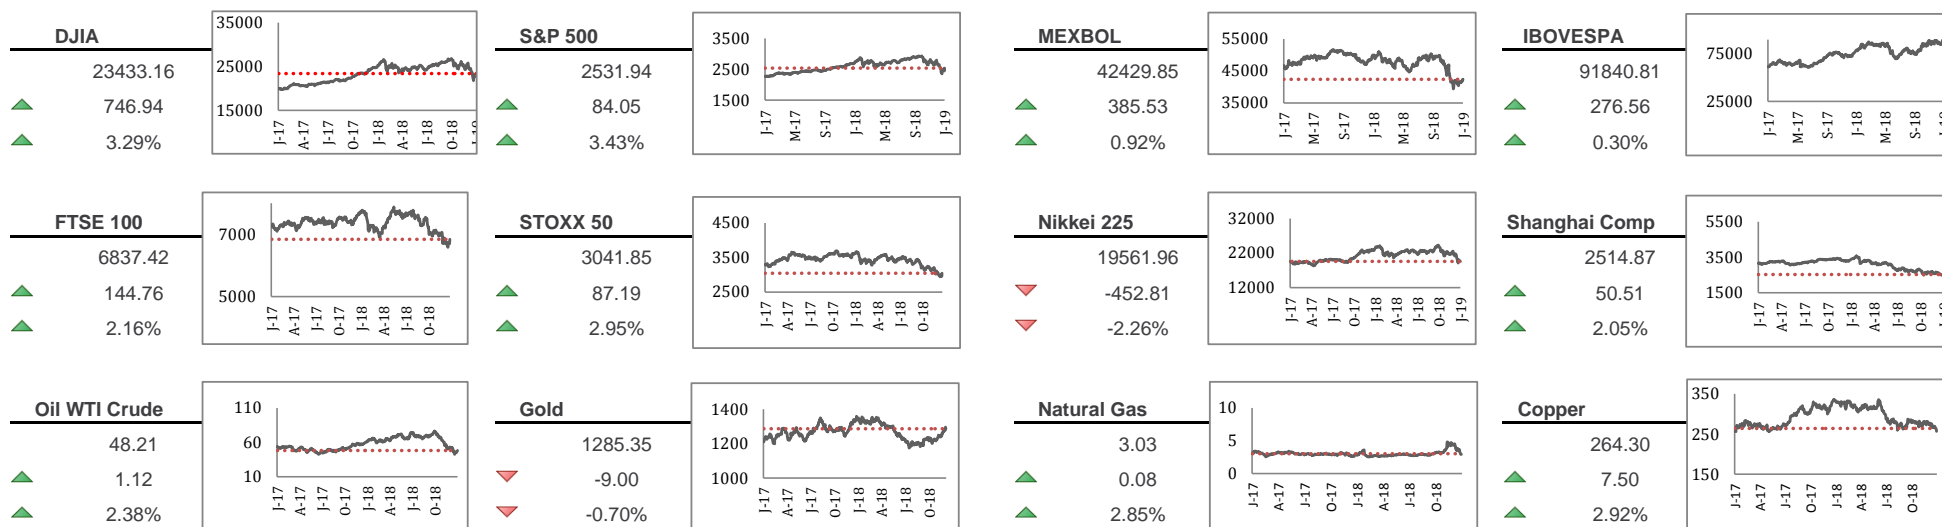 DJIA
23433.16
746.94
3.29%
35000
25000
15000
J-17
A-17
J-17
O-17
J-18
A-18
J-18
O-18
S&P 500
2531.94
84.05
3.43%
3500
2500
1500
J-17
M-17
S-17
J-18
M-18
S-18
J-19
MEXBOL
42429.85
385.53
0.92%
55000
45000
35000
J-17
M-17
S-17
J-18
M-18
S-18
J-19
IBOVESPA
91840.81
276.56
0.30%
75000
25000
J-17
M-17
S-17
J-18
M-18
S-18
FTSE 100
6837.42
144.76
2.16%
7000
5000
J-17
A-17
J-17
O-17
J-18
A-18
J-18
O-18
STOXX 50
3041.85
87.19
2.95%
4500
3500
2500
J-17
A-17
J-17
O-17
J-18
A-18
J-18
O-18
Nikkei 225
19561.96
-452.81
-2.26%
32000
22000
12000
J-17
A-17
J-17
O-17
J-18
A-18
J-18
O-18
J-19
Shanghai Comp
2514.87
50.51
2.05%
5500
3500
1500
J-17
A-17
J-17
O-17
J-18
A-18
J-18
O-18
Oil WTI Crude
48.21
1.12
2.38%
110
60
10
J-17
A-17
J-17
O-17
J-18
A-18
J-18
O-18
Gold
1285.35
-9.00
-0.70%
1400
1200
1000
J-17
A-17
J-17
O-17
J-18
A-18
J-18
O-18
Natural Gas
3.03
0.08
2.85%
10
5
0
J-17
A-17
J-17
O-17
J-18
A-18
J-18
O-18
Copper
264.30
7.50
2.92%
350
250
150
J-17
A-17
J-17
O-17
J-18
A-18
J-18
O-18